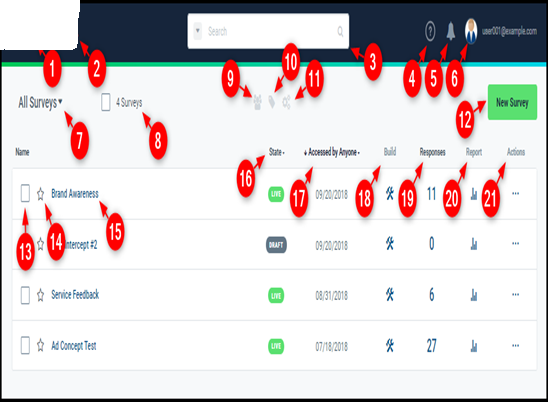 Search
user001@example.com
1
2
3
4
5
6
9
10
11
All Surveys
4 Surveys
12
New Survey
7
8
Name
State
Accessed by Anyone
Build
Responses
Report
Actions
16
17
18
19
20
21
Brand Awareness
LIVE
09/20/2018
11
13
14
15
ntercept #2
DRAFT
09/20/2018
0
Service Feedback
LIVE
08/31/2018
6
Ad Concept Test
LIVE
07/18/2018
27